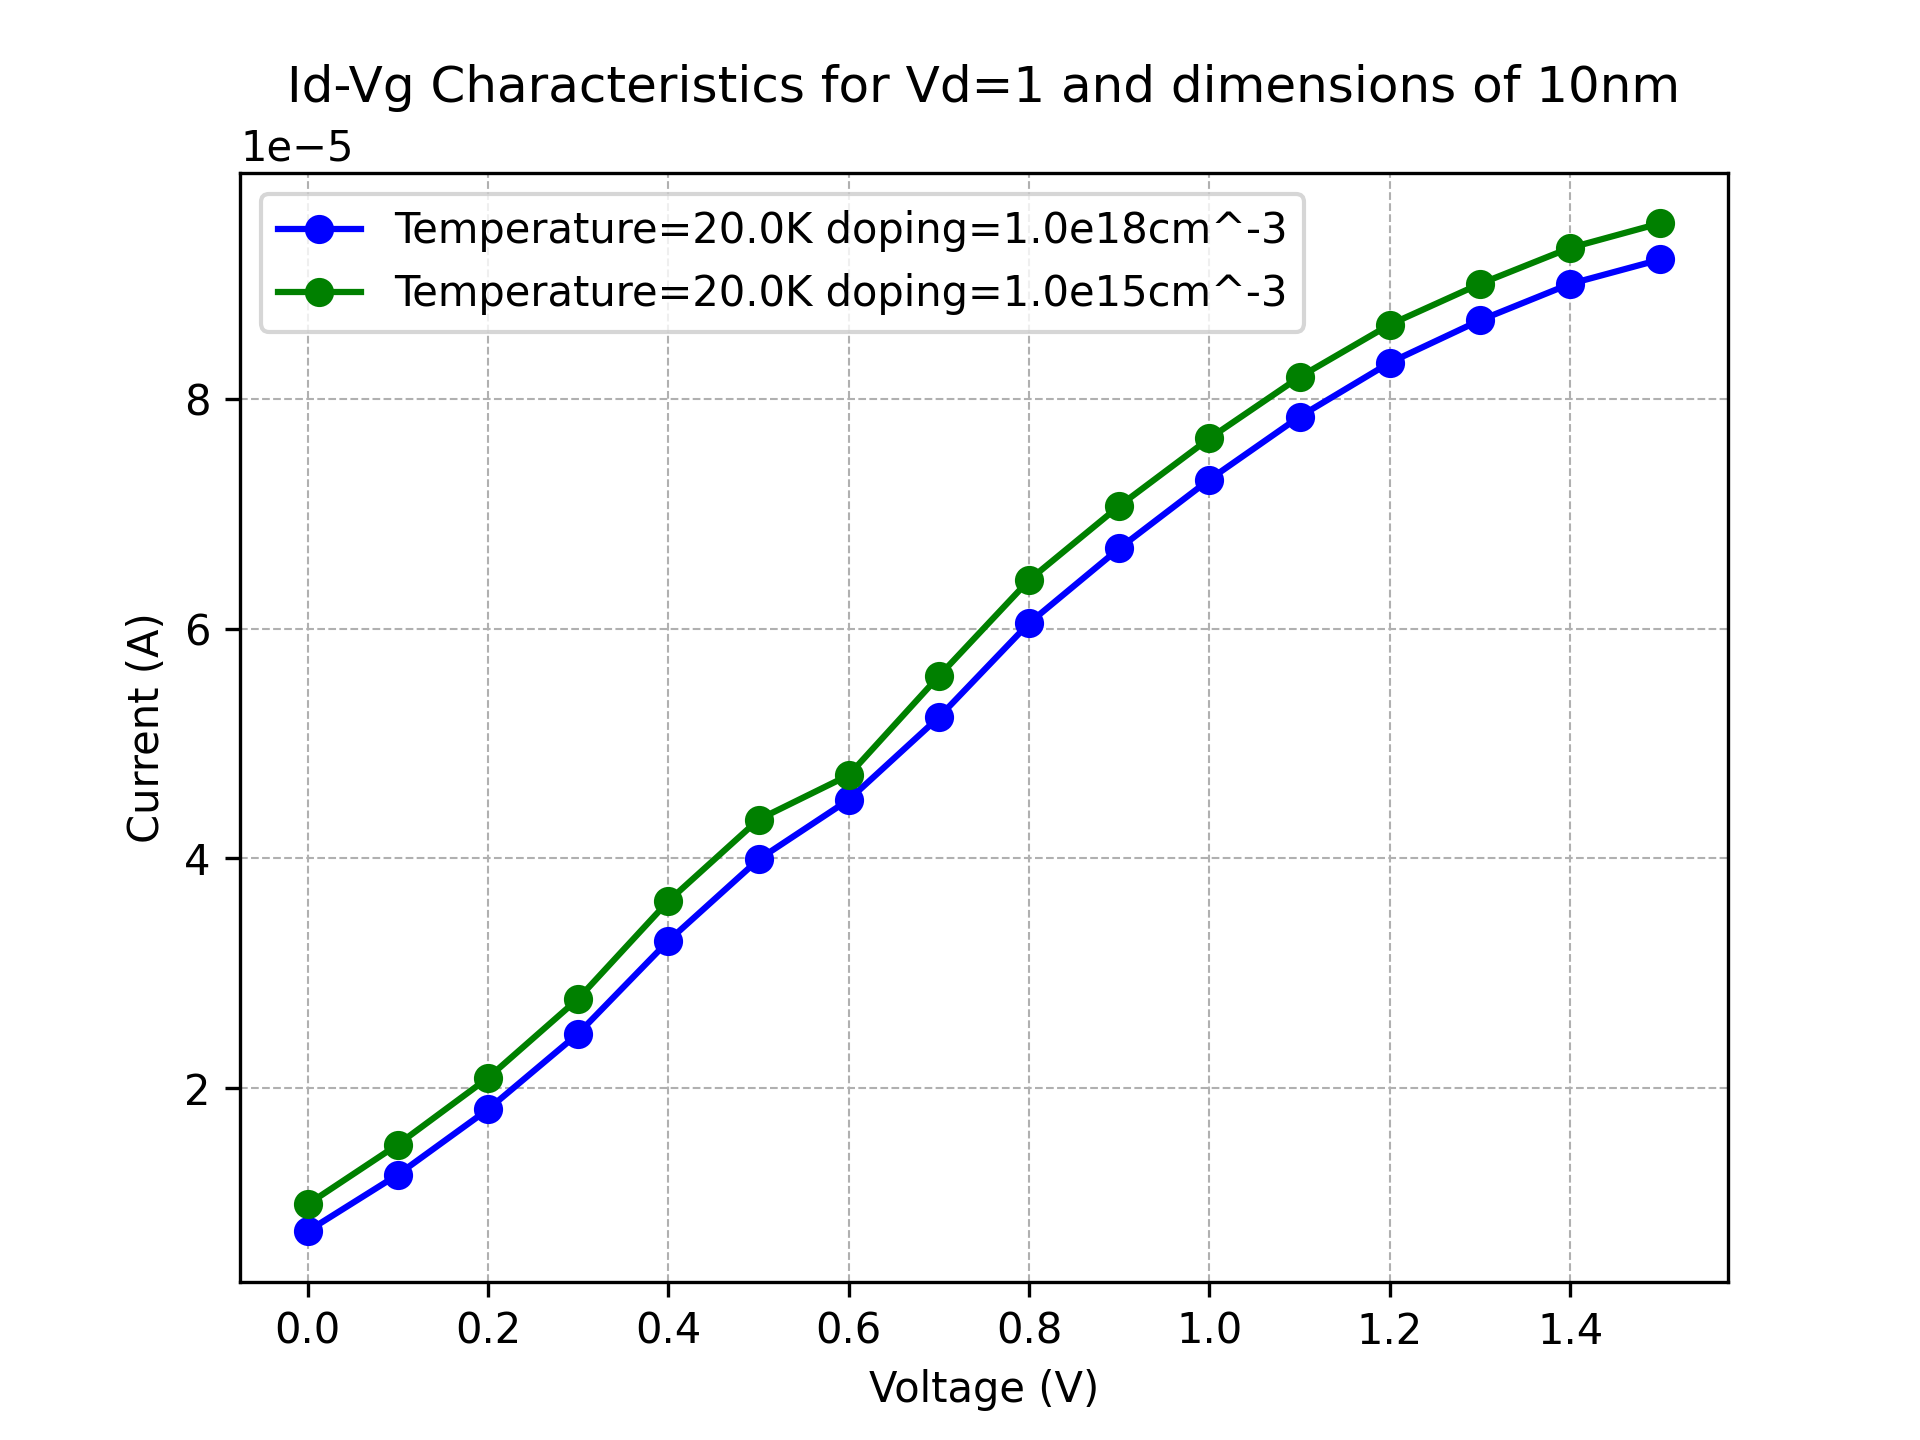 Id-Vg Characteristics for Vd=1 and dimensions of 10nm
1e−5
Temperature=20.0K doping=1.0e18cm^-3
Temperature=20.0K doping=1.0e15cm^-3
8
6
4
2
Current (A)
0.0 0.2 0.4 0.6 0.8 1.0 1.2 1.4
Voltage (V)